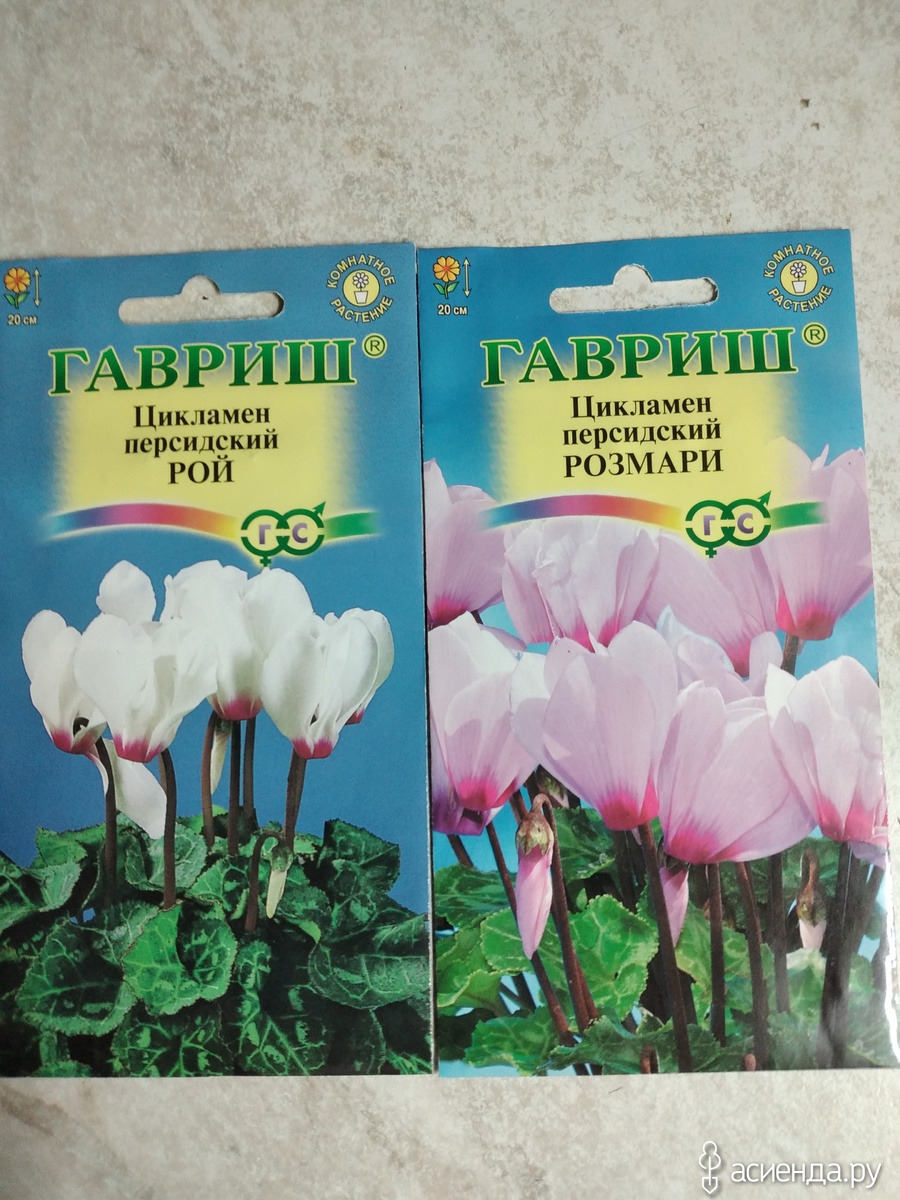 20 см
КОМНАТНОЕ
РАСТЕНИЕ
ГАВРИШ®
Цикламен
персидский
РОЙ
Г С
20 см
КОМНАТНОЕ
РАСТЕНИЕ
ГАВРИШ®
Цикламен
персидский
РОЗМАРИ
Г С
асиенда.ру